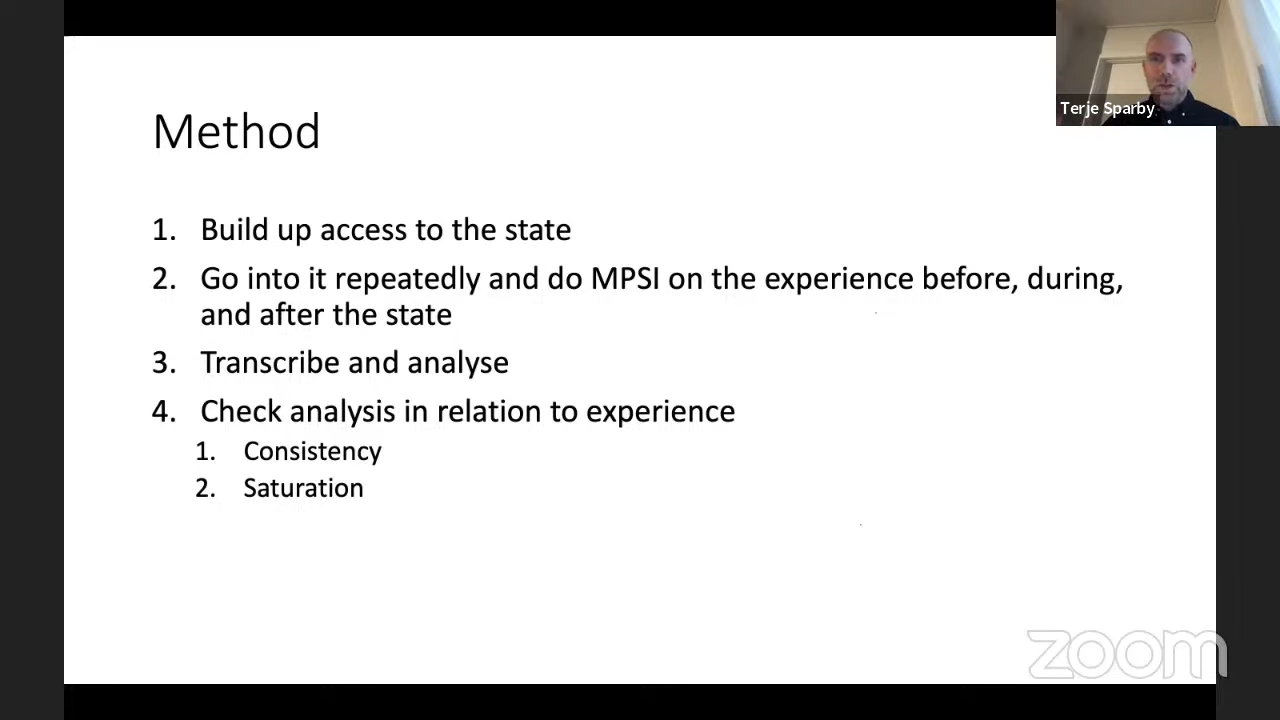 Terje Sparby
Method
1. Build up access to the state
2. Go into it repeatedly and do MPSI on the experience before, during,
and after the state
3. Transcribe and analyse
4. Check analysis in relation to experience
1. Consistency
2. Saturation
zoom